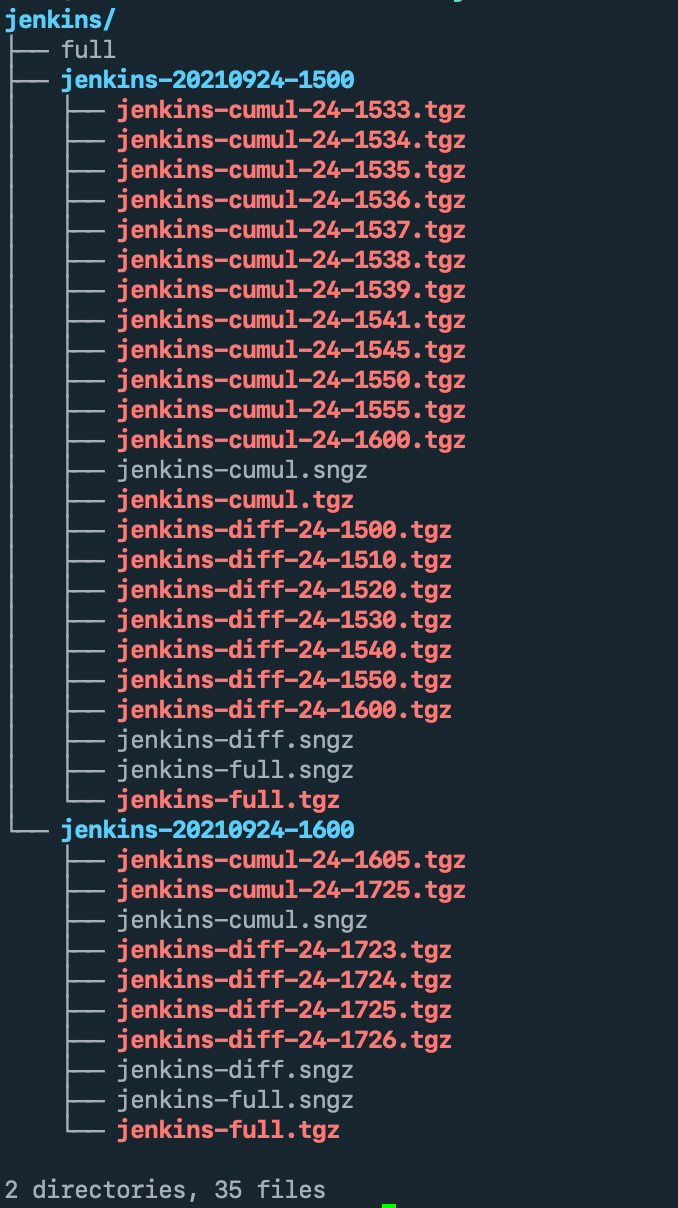 jenkins/
├── full
├── jenkins-20210924-1500
│   ├── jenkins-cumul-24-1533.tgz
│   ├── jenkins-cumul-24-1534.tgz
│   ├── jenkins-cumul-24-1535.tgz
│   ├── jenkins-cumul-24-1536.tgz
│   ├── jenkins-cumul-24-1537.tgz
│   ├── jenkins-cumul-24-1538.tgz
│   ├── jenkins-cumul-24-1539.tgz
│   ├── jenkins-cumul-24-1541.tgz
│   ├── jenkins-cumul-24-1545.tgz
│   ├── jenkins-cumul-24-1550.tgz
│   ├── jenkins-cumul-24-1555.tgz
│   ├── jenkins-cumul-24-1600.tgz
│   ├── jenkins-cumul.sngz
│   ├── jenkins-cumul.tgz
│   ├── jenkins-diff-24-1500.tgz
│   ├── jenkins-diff-24-1510.tgz
│   ├── jenkins-diff-24-1520.tgz
│   ├── jenkins-diff-24-1530.tgz
│   ├── jenkins-diff-24-1540.tgz
│   ├── jenkins-diff-24-1550.tgz
│   ├── jenkins-diff-24-1600.tgz
│   ├── jenkins-diff.sngz
│   ├── jenkins-full.sngz
│   └── jenkins-full.tgz
└── jenkins-20210924-1600
    ├── jenkins-cumul-24-1605.tgz
    ├── jenkins-cumul-24-1725.tgz
    ├── jenkins-cumul.sngz
    ├── jenkins-diff-24-1723.tgz
    ├── jenkins-diff-24-1724.tgz
    ├── jenkins-diff-24-1725.tgz
    ├── jenkins-diff-24-1726.tgz
    ├── jenkins-diff.sngz
    ├── jenkins-full.sngz
    └── jenkins-full.tgz
2 directories, 35 files